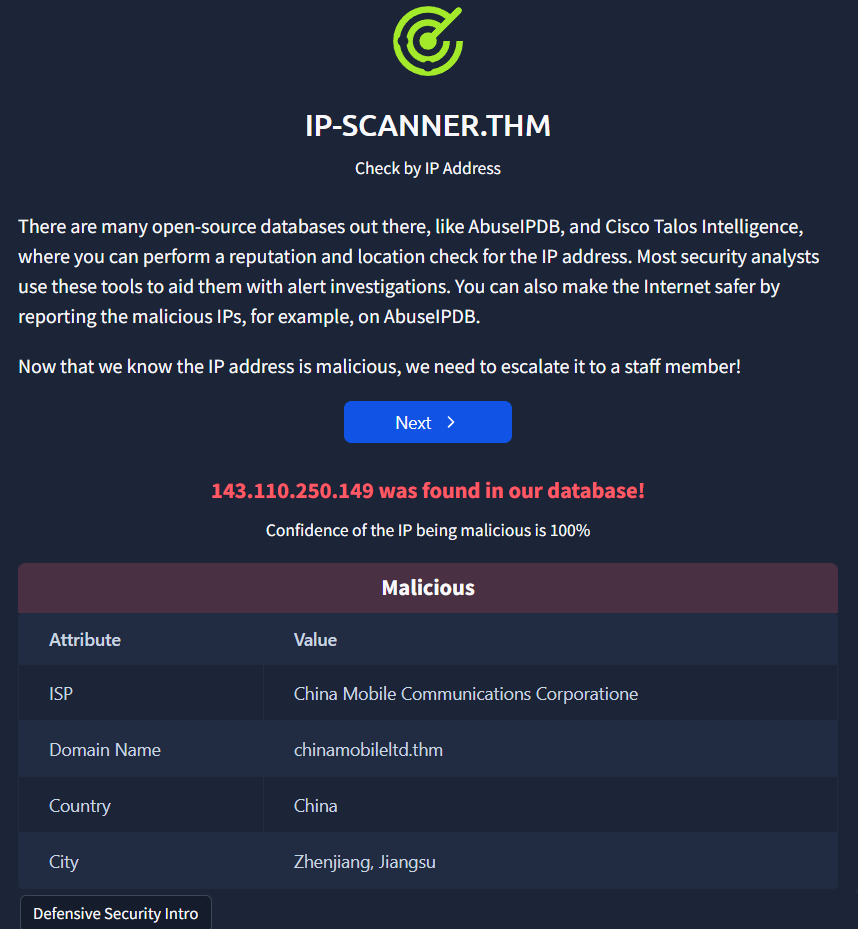 IP-SCANNER.THM
Check by IP Address
There are many open-source databases out there, like AbuseIPDB, and Cisco Talos Intelligence,
where you can perform a reputation and location check for the IP address. Most security analysts
use these tools to aid them with alert investigations. You can also make the Internet safer by
reporting the malicious IPs, for example, on AbuseIPDB.
Now that we know the IP address is malicious, we need to escalate it to a staff member!
Next
143.110.250.149 was found in our database!
Confidence of the IP being malicious is 100%
Malicious
Attribute Value
ISP China Mobile Communications Corporatione
Domain Name chinamobileltd.thm
Country China
City Zhenjiang, Jiangsu
Defensive Security Intro